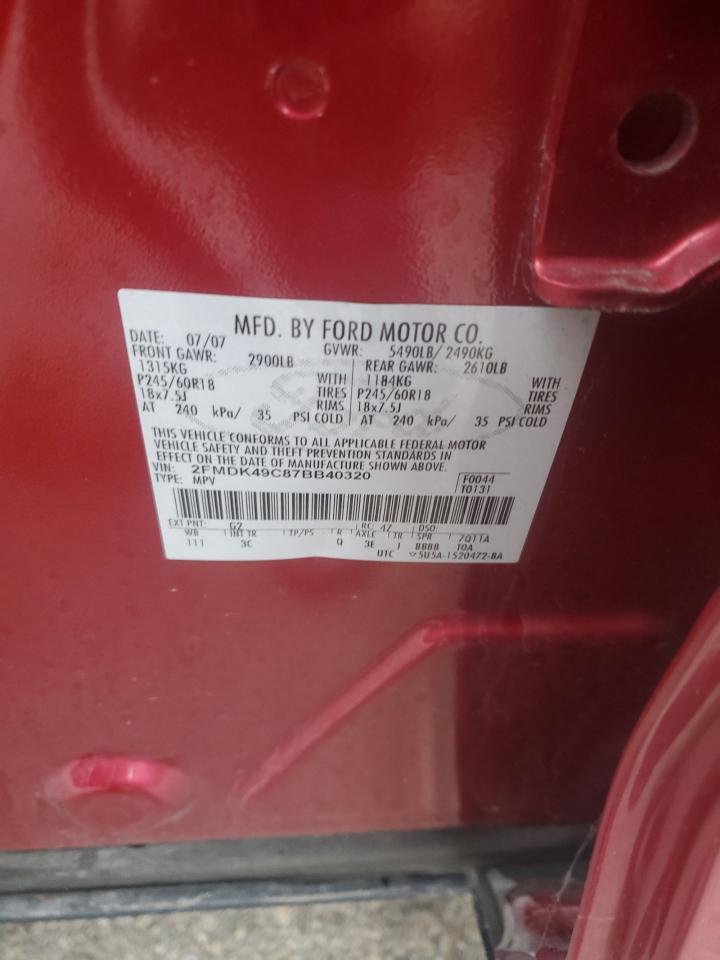 MFD. BY FORD MOTOR CO.
DATE: 07/07 GVWR: 5490LB/ 2490KG
FRONT GAWR: 2900LB REAR GAWR: 2610LB
1315KG WITH 1184KG WITH
P245/60R18 TIRES P245/60R18 TIRES
18x7.5J RIMS 18x7.5J RIMS
AT 240 kPa/ 35 PSI COLD AT 240 kPa/ 35 PSI COLD
THIS VEHICLE CONFORMS TO ALL APPLICABLE FEDERAL MOTOR
VEHICLE SAFETY AND THEFT PREVENTION STANDARDS IN
EFFECT ON THE DATE OF MANUFACTURE SHOWN ABOVE.
VIN: 2FMDK49C87BB40320 F0044
TYPE: MPV T0131
EXT PNT: G2 RC: 42 DSO:
WB INT TR TP/PS R AXLE TR SPR 7Q11A
111 3C Q 3E J BBBB TOA
UTC 5U5A-1520472-BA